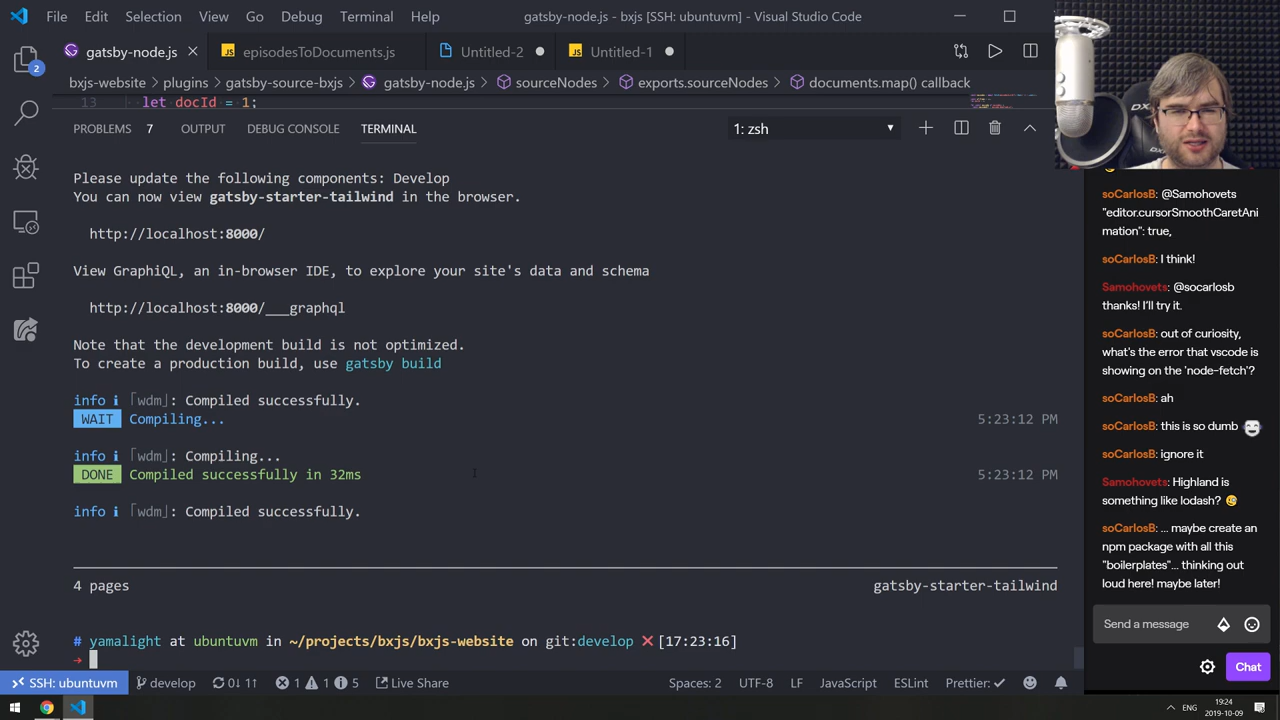 File Edit Selection View Go Debug Terminal Help gatsby-node.js - bxjs [SSH: ubuntuvm] - Visual Studio Code
gatsby-node.js × JS episodesToDocuments.js Untitled-2 JS Untitled-1
2
bxjs-website > plugins > gatsby-source-bxjs > gatsby-node.js > sourceNodes > exports.sourceNodes > documents.map() callback
13 let docId = 1;
PROBLEMS 7 OUTPUT DEBUG CONSOLE TERMINAL 1: zsh
Please update the following components: Develop
You can now view gatsby-starter-tailwind in the browser.
http://localhost:8000/
View GraphiQL, an in-browser IDE, to explore your site's data and schema
http://localhost:8000/___graphql
Note that the development build is not optimized.
To create a production build, use gatsby build
info ℹ ｢wdm｣: Compiled successfully.
WAIT Compiling... 5:23:12 PM
info ℹ ｢wdm｣: Compiling...
DONE Compiled successfully in 32ms 5:23:12 PM
info ℹ ｢wdm｣: Compiled successfully.
4 pages gatsby-starter-tailwind
# yamalight at ubuntuvm in ~/projects/bxjs/bxjs-website on git:develop ✗ [17:23:16]
→
SSH: ubuntuvm develop 0↓ 1↑ 1 1 5 Live Share Spaces: 2 UTF-8 LF JavaScript ESLint Prettier: ✓
soCarlosB: @Samohovets
"editor.cursorSmoothCaretAni
mation": true,
soCarlosB: I think!
Samohovets: @socarlosb
thanks! I'll try it.
soCarlosB: out of curiosity,
what's the error that vscode is
showing on the 'node-fetch'?
soCarlosB: ah
soCarlosB: this is so dumb
soCarlosB: ignore it
Samohovets: Highland is
something like lodash?
soCarlosB: ... maybe create an
npm package with all this
"boilerplates"... thinking out
loud here! maybe later!
Send a message
Chat
ENG
19:24
2019-10-09